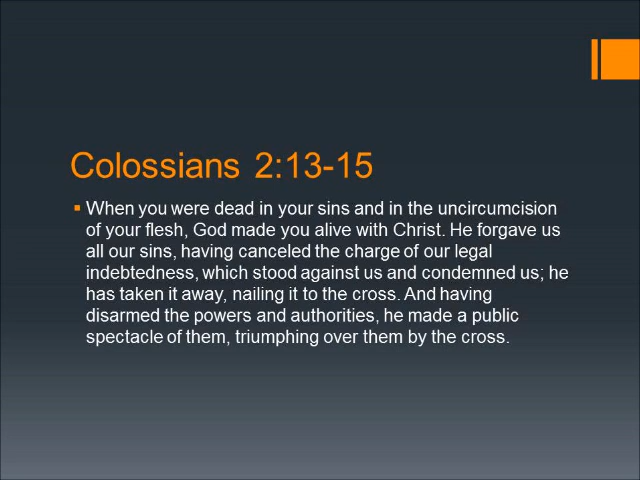 Colossians 2:13-15
When you were dead in your sins and in the uncircumcision
of your flesh, God made you alive with Christ. He forgave us
all our sins, having canceled the charge of our legal
indebtedness, which stood against us and condemned us; he
has taken it away, nailing it to the cross. And having
disarmed the powers and authorities, he made a public
spectacle of them, triumphing over them by the cross.